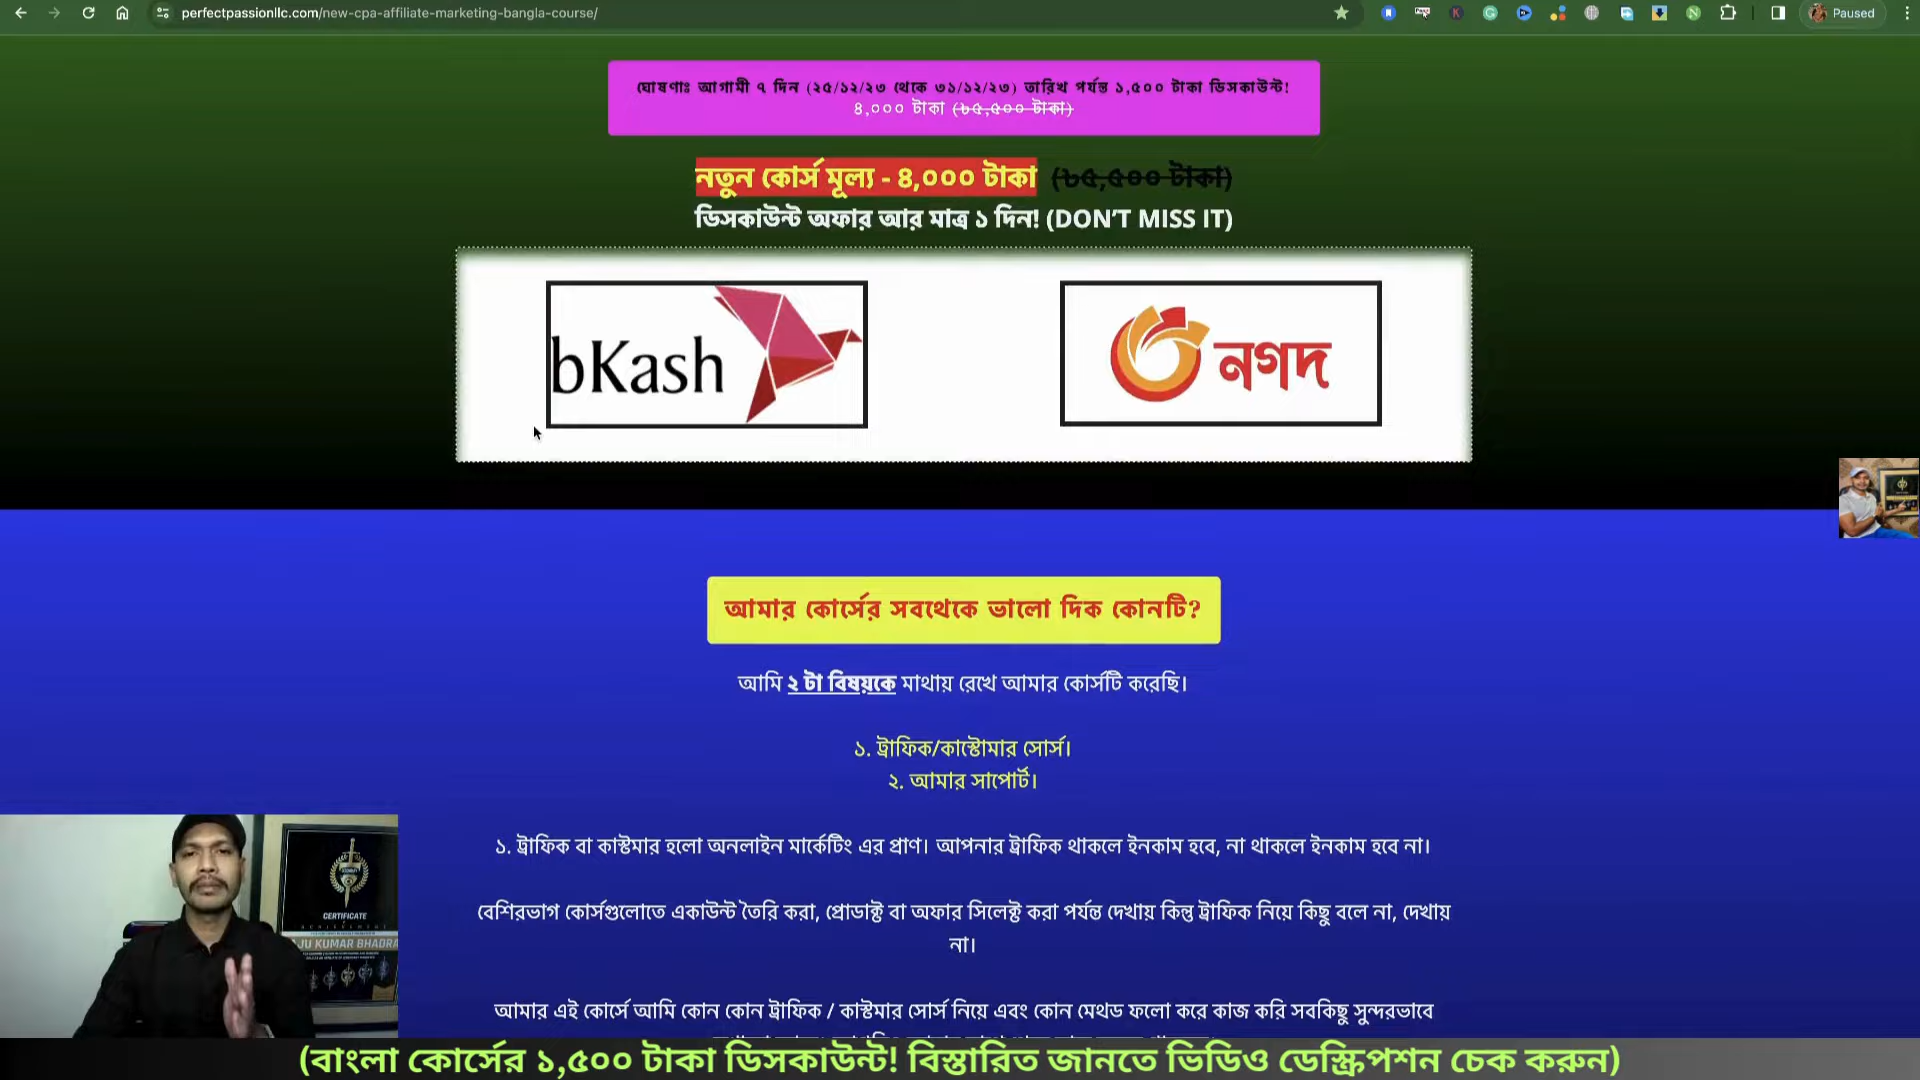 perfectpassionllc.com/new-cpa-affiliate-marketing-bangla-course/
Paused
ঘোষণাঃ আগামী ৭ দিন (২৫/১২/২৩ থেকে ৩১/১২/২৩) তারিখ পর্যন্ত ১,৫০০ টাকা ডিসকাউন্ট!
৪,০০০ টাকা (৳৫,৫০০ টাকা)
নতুন কোর্স মূল্য - ৪,০০০ টাকা (৳৫,৫০০ টাকা)
ডিসকাউন্ট অফার আর মাত্র ১ দিন! (DON'T MISS IT)
bKash
নগদ
আমার কোর্সের সবথেকে ভালো দিক কোনটি?
আমি ২ টা বিষয়কে মাথায় রেখে আমার কোর্সটি করেছি।
১. ট্রাফিক/কাস্টোমার সোর্স।
২. আমার সাপোর্ট।
১. ট্রাফিক বা কাস্টমার হলো অনলাইন মার্কেটিং এর প্রাণ। আপনার ট্রাফিক থাকলে ইনকাম হবে, না থাকলে ইনকাম হবে না।
বেশিরভাগ কোর্সগুলোতে একাউন্ট তৈরি করা, প্রোডাক্ট বা অফার সিলেক্ট করা পর্যন্ত দেখায় কিন্তু ট্রাফিক নিয়ে কিছু বলে না, দেখায়
না।
আমার এই কোর্সে আমি কোন কোন ট্রাফিক / কাস্টমার সোর্স নিয়ে এবং কোন মেথড ফলো করে কাজ করি সবকিছু সুন্দরভাবে
CERTIFICATE
JU KUMAR BHADRA
(বাংলা কোর্সের ১,৫০০ টাকা ডিসকাউন্ট! বিস্তারিত জানতে ভিডিও ডেস্ক্রিপশন চেক করুন)